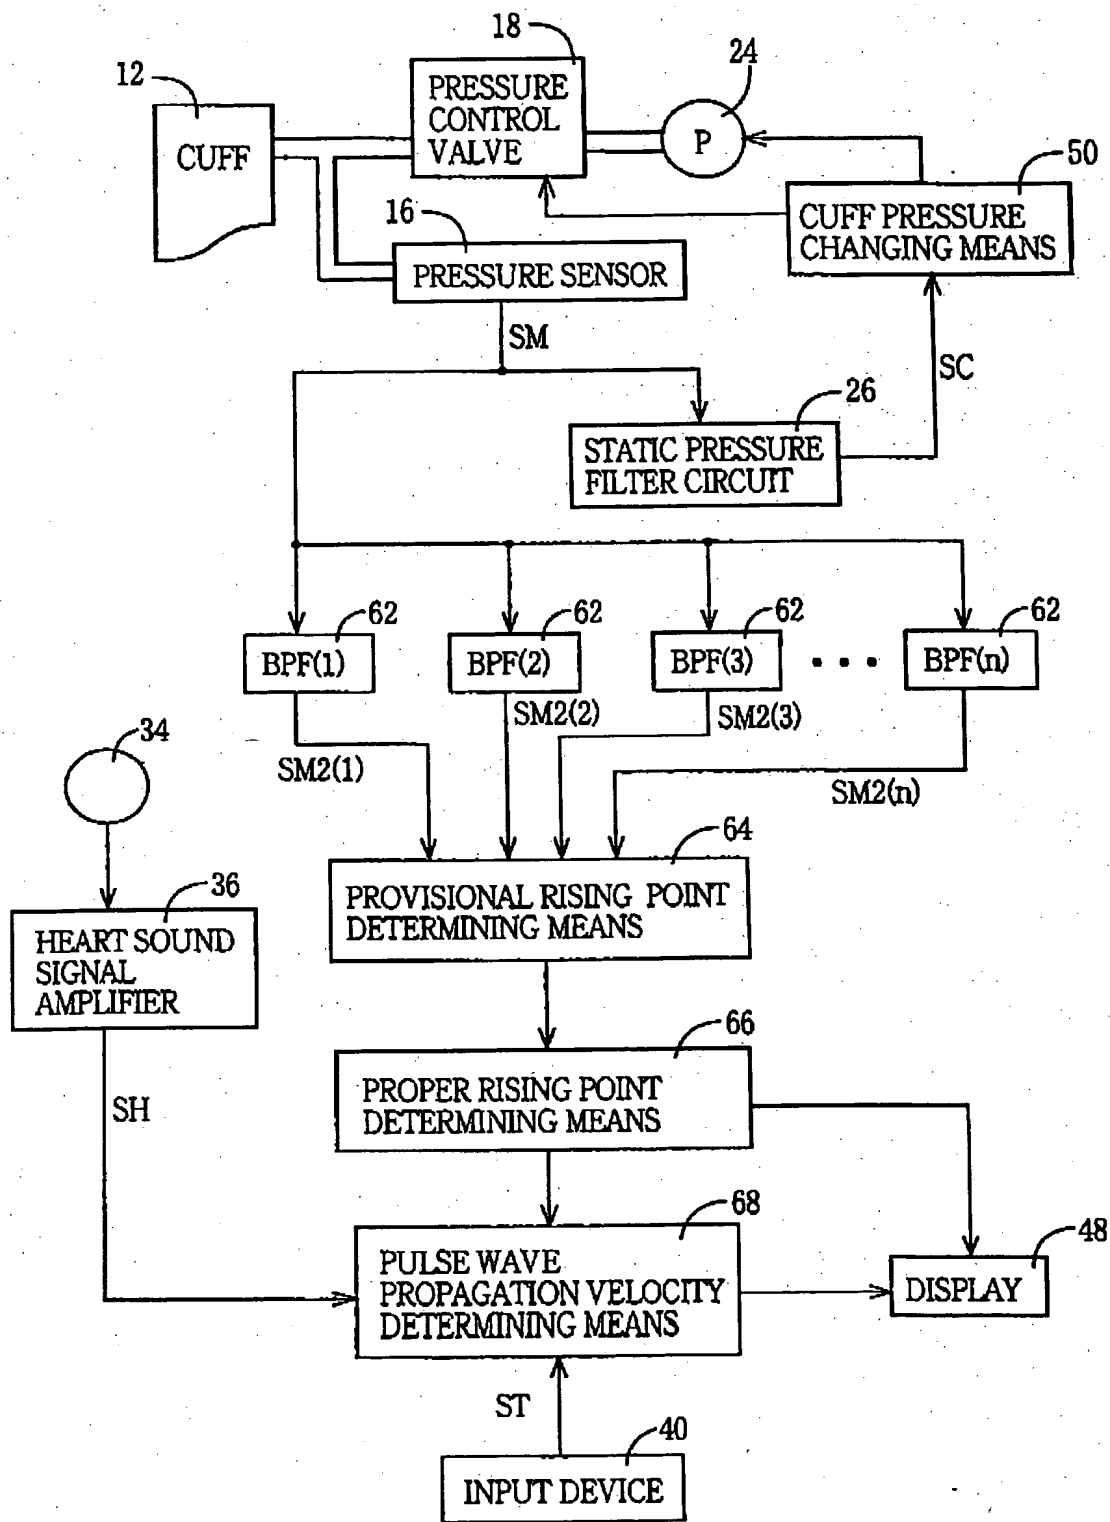 18
24
12
PRESSURE
CONTROL
VALVE
P
CUFF
50
16
CUFF PRESSURE
CHANGING MEANS
PRESSURE SENSOR
SM
SC
26
STATIC PRESSURE
FILTER CIRCUIT
62
62
62
62
BPF(1)
BPF(2)
BPF(3)
• • •
BPF(n)
SM2(2)
SM2(3)
34
SM2(1)
SM2(n)
64
36
PROVISIONAL RISING POINT
DETERMINING MEANS
HEART SOUND
SIGNAL
AMPLIFIER
66
PROPER RISING POINT
DETERMINING MEANS
SH
68
48
PULSE WAVE
PROPAGATION VELOCITY
DETERMINING MEANS
DISPLAY
ST
40
INPUT DEVICE